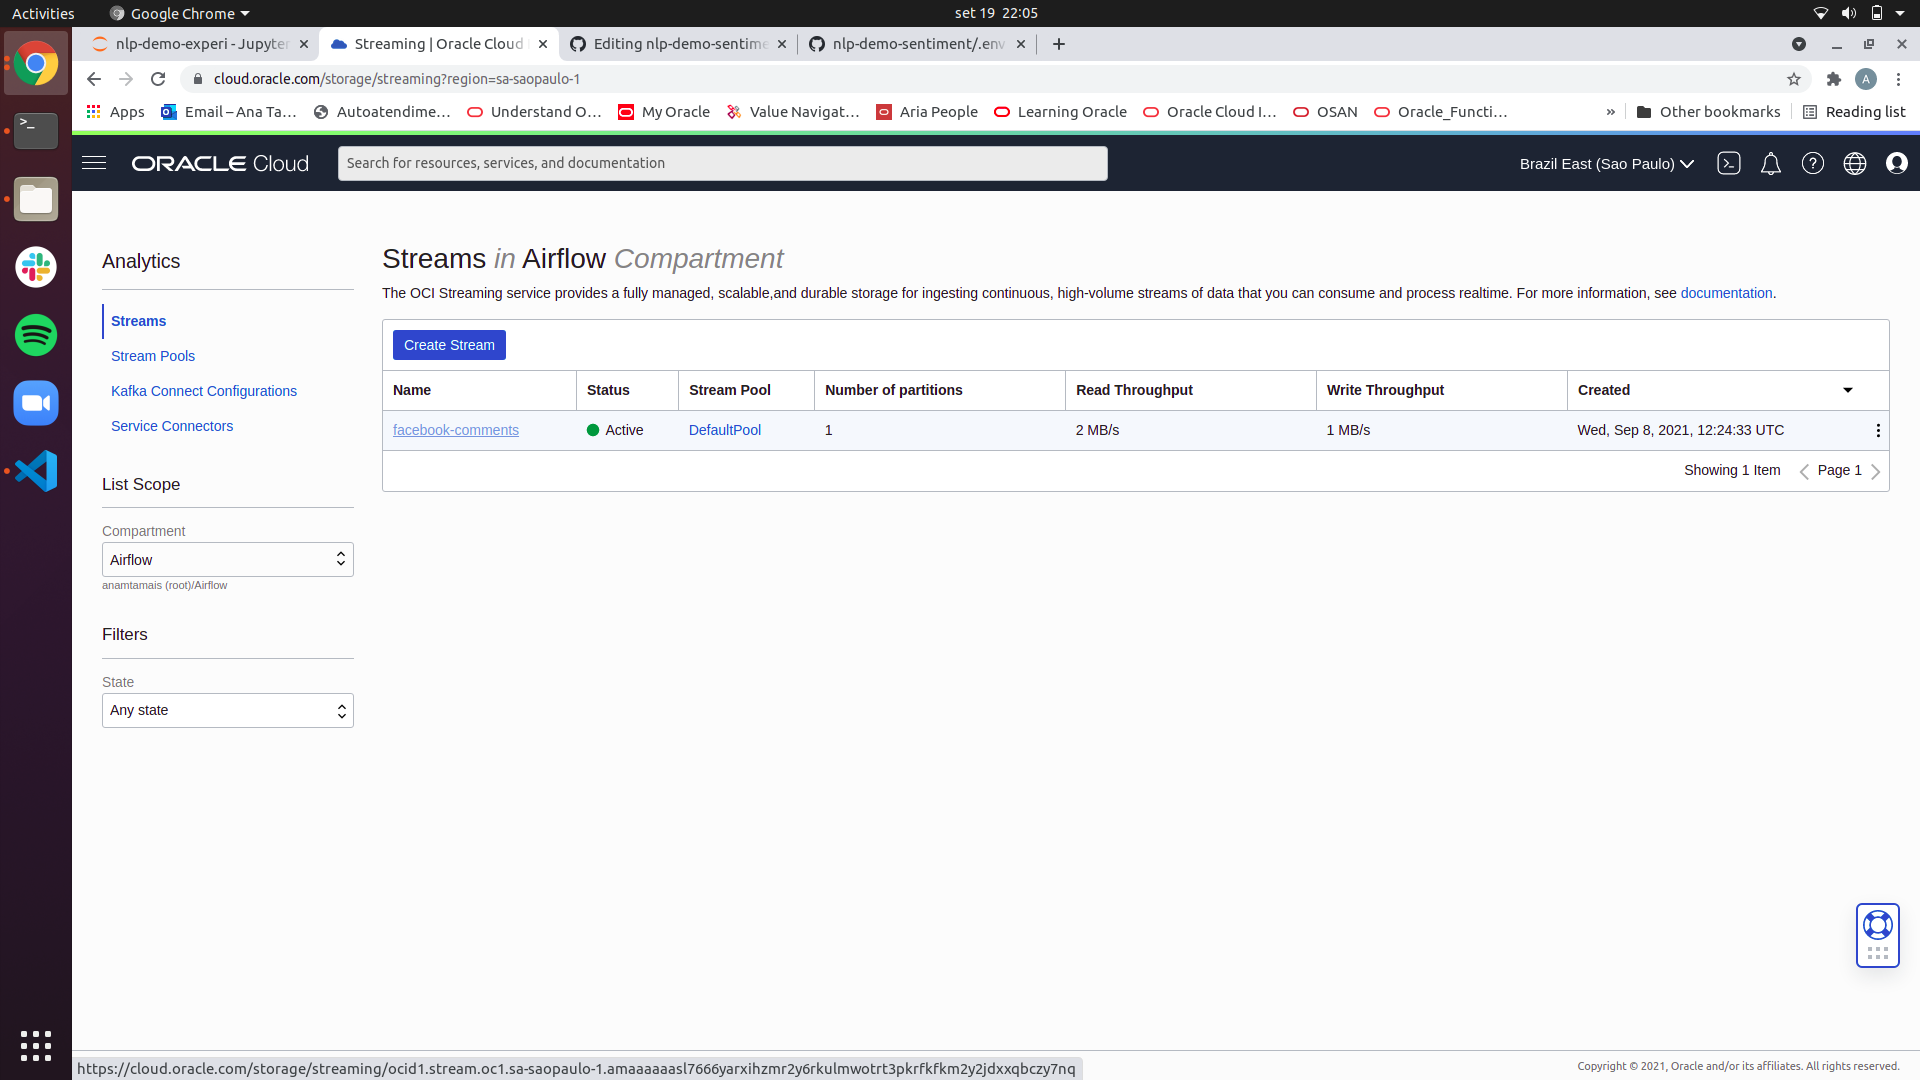 Activities
Google Chrome
set 19 22:05
nlp-demo-experi - Jupyter
Streaming | Oracle Cloud
Editing nlp-demo-sentime
nlp-demo-sentiment/.env
cloud.oracle.com/storage/streaming?region=sa-saopaulo-1
A
Apps
Email – Ana Ta…
Autoatendime…
Understand O…
My Oracle
Value Navigat…
Aria People
Learning Oracle
Oracle Cloud I…
OSAN
Oracle_Functi…
»
Other bookmarks
Reading list
ORACLE Cloud
Search for resources, services, and documentation
Brazil East (Sao Paulo)
Analytics
Streams
Stream Pools
Kafka Connect Configurations
Service Connectors
List Scope
Compartment
Airflow
anamtamais (root)/Airflow
Filters
State
Any state
Streams in Airflow Compartment
The OCI Streaming service provides a fully managed, scalable,and durable storage for ingesting continuous, high-volume streams of data that you can consume and process realtime. For more information, see documentation.
Create Stream
Name Status Stream Pool Number of partitions Read Throughput Write Throughput Created
facebook-comments Active DefaultPool 1 2 MB/s 1 MB/s Wed, Sep 8, 2021, 12:24:33 UTC
Showing 1 Item Page 1
https://cloud.oracle.com/storage/streaming/ocid1.stream.oc1.sa-saopaulo-1.amaaaaaasl7666yarxihzmr2y6rkulmwotrt3pkrfkfkm2y2jdxxqbczy7nq
Copyright © 2021, Oracle and/or its affiliates. All rights reserved.